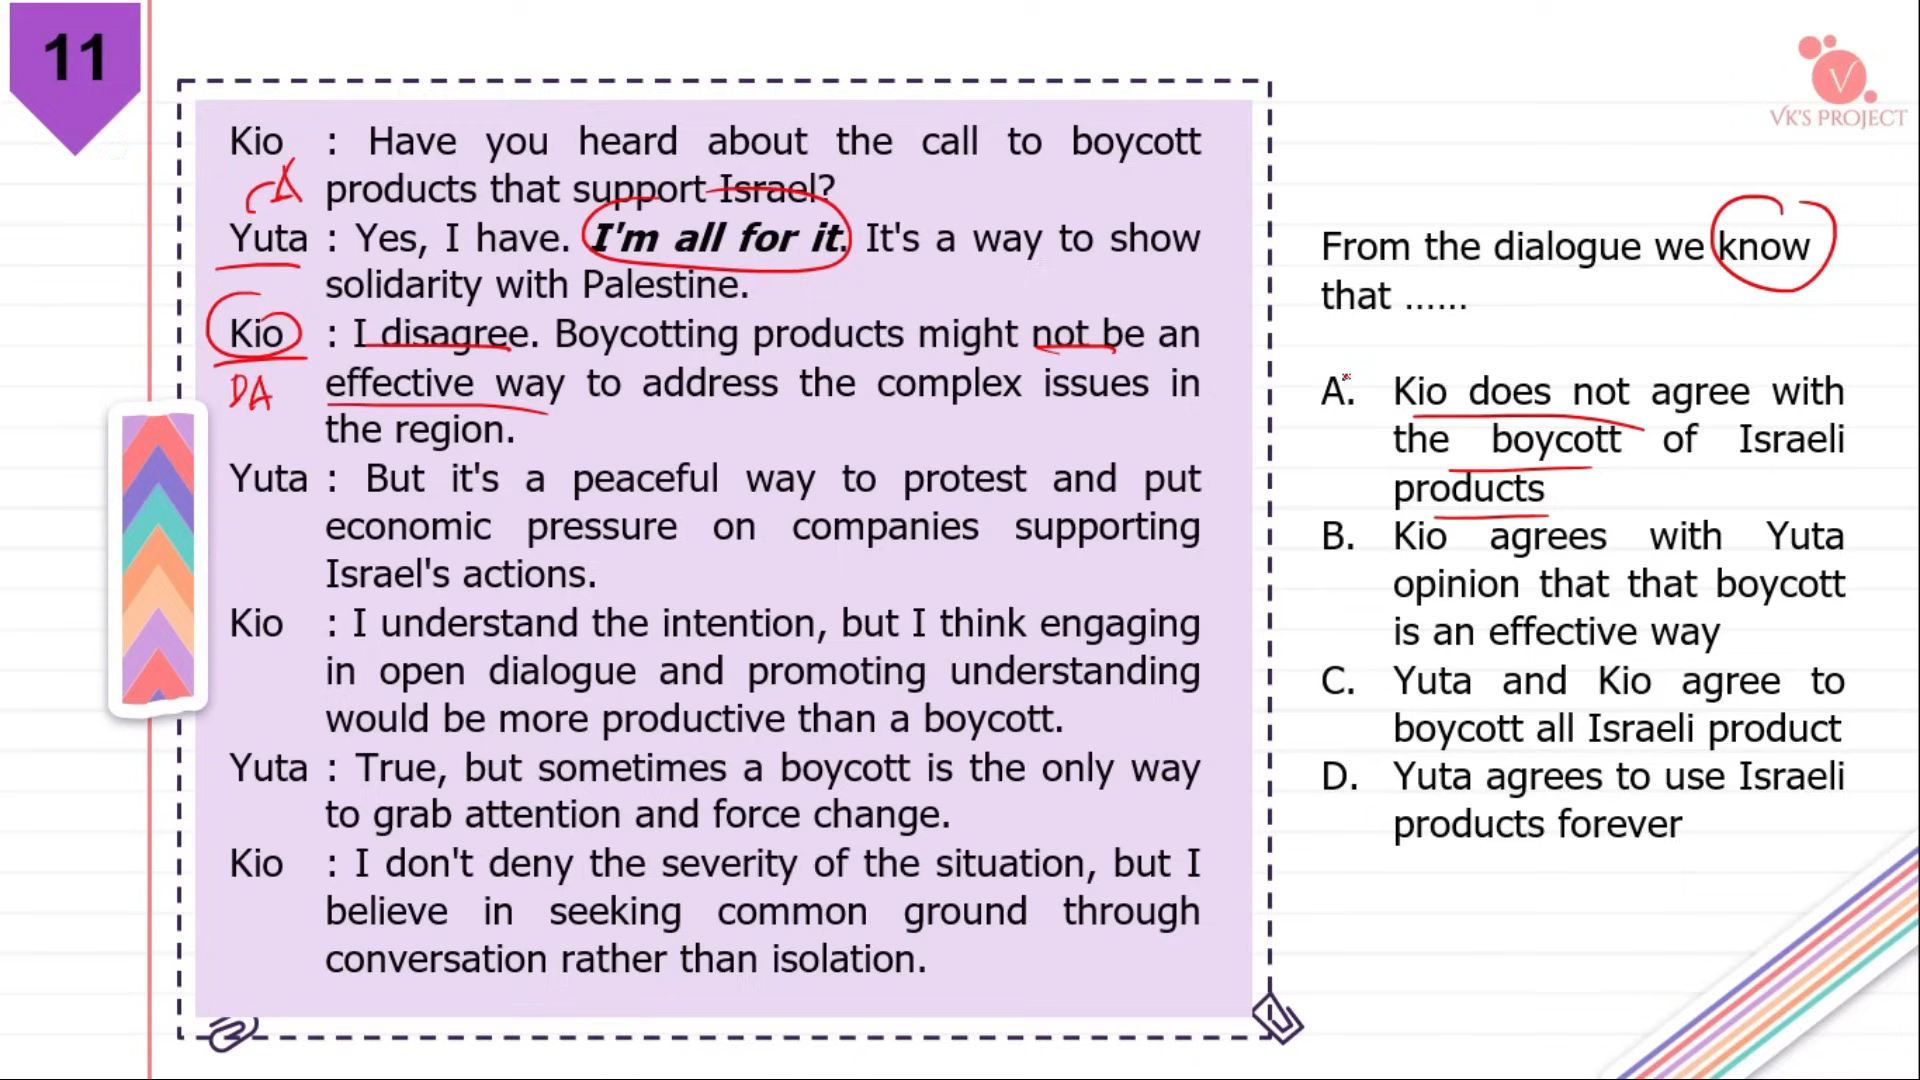 11
VK'S PROJECT
Kio : Have you heard about the call to boycott
A products that support Israel?
Yuta : Yes, I have. I'm all for it. It's a way to show
solidarity with Palestine.
Kio : I disagree. Boycotting products might not be an
DA effective way to address the complex issues in
the region.
Yuta : But it's a peaceful way to protest and put
economic pressure on companies supporting
Israel's actions.
Kio : I understand the intention, but I think engaging
in open dialogue and promoting understanding
would be more productive than a boycott.
Yuta : True, but sometimes a boycott is the only way
to grab attention and force change.
Kio : I don't deny the severity of the situation, but I
believe in seeking common ground through
conversation rather than isolation.
From the dialogue we know
that ......
A. Kio does not agree with
the boycott of Israeli
products
B. Kio agrees with Yuta
opinion that that boycott
is an effective way
C. Yuta and Kio agree to
boycott all Israeli product
D. Yuta agrees to use Israeli
products forever